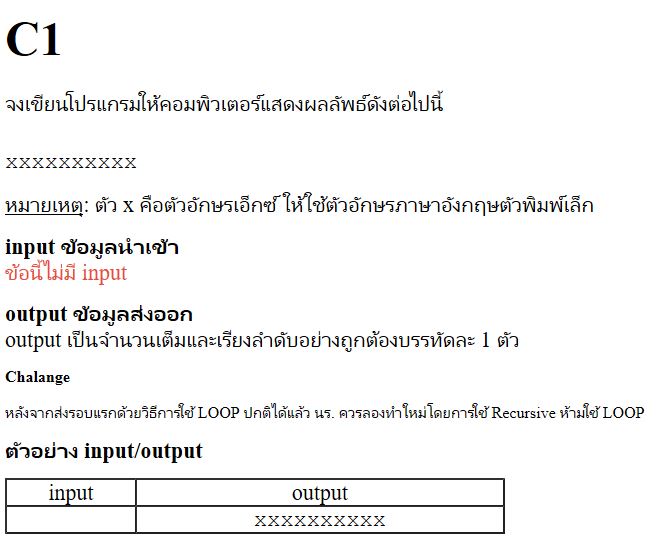 C1
จงเขียนโปรแกรมให้คอมพิวเตอร์แสดงผลลัพธ์ดังต่อไปนี้
xxxxxxxxxx
หมายเหตุ: ตัว x คือตัวอักษรเอ็กซ์ ให้ใช้ตัวอักษรภาษาอังกฤษตัวพิมพ์เล็ก
input ข้อมูลนำเข้า
ข้อนี้ไม่มี input
output ข้อมูลส่งออก
output เป็นจำนวนเต็มและเรียงลำดับอย่างถูกต้องบรรทัดละ 1 ตัว
Chalange
หลังจากส่งรอบแรกด้วยวิธีการใช้ LOOP ปกติได้แล้ว นร. ควรลองทำใหม่โดยการใช้ Recursive ห้ามใช้ LOOP
ตัวอย่าง input/output
input output
xxxxxxxxxx